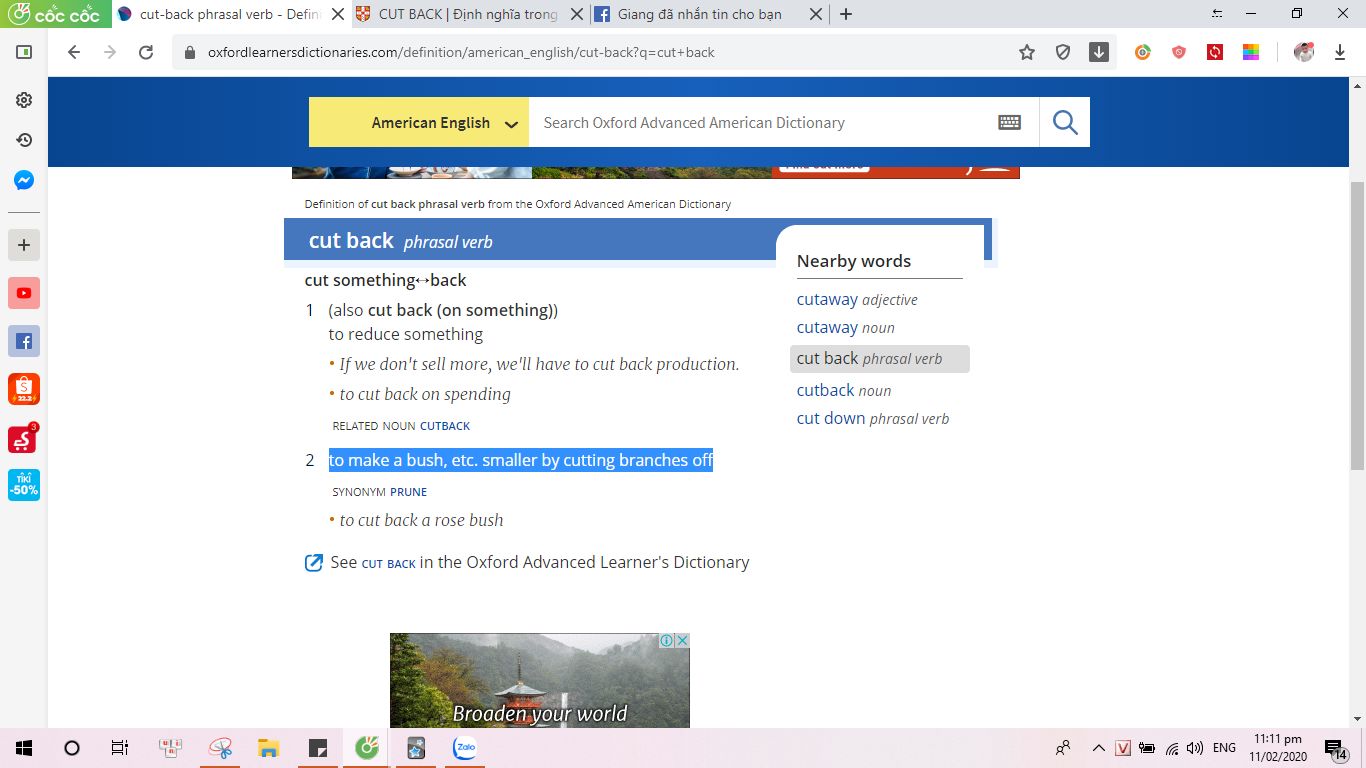 cốc cốc
cut-back phrasal verb - Defin
CUT BACK | Định nghĩa trong
Giang đã nhắn tin cho bạn
oxfordlearnersdictionaries.com/definition/american_english/cut-back?q=cut+back
American English
Search Oxford Advanced American Dictionary
Definition of cut back phrasal verb from the Oxford Advanced American Dictionary
cut back phrasal verb
cut something↔back
1 (also cut back (on something))
to reduce something
• If we don't sell more, we'll have to cut back production.
• to cut back on spending
RELATED NOUN CUTBACK
2 to make a bush, etc. smaller by cutting branches off
SYNONYM PRUNE
• to cut back a rose bush
See CUT BACK in the Oxford Advanced Learner's Dictionary
Nearby words
cutaway adjective
cutaway noun
cut back phrasal verb
cutback noun
cut down phrasal verb
22.2
3
TIKI
-50%
Broaden your world
Zalo
V
ENG
11:11 pm
11/02/2020
14